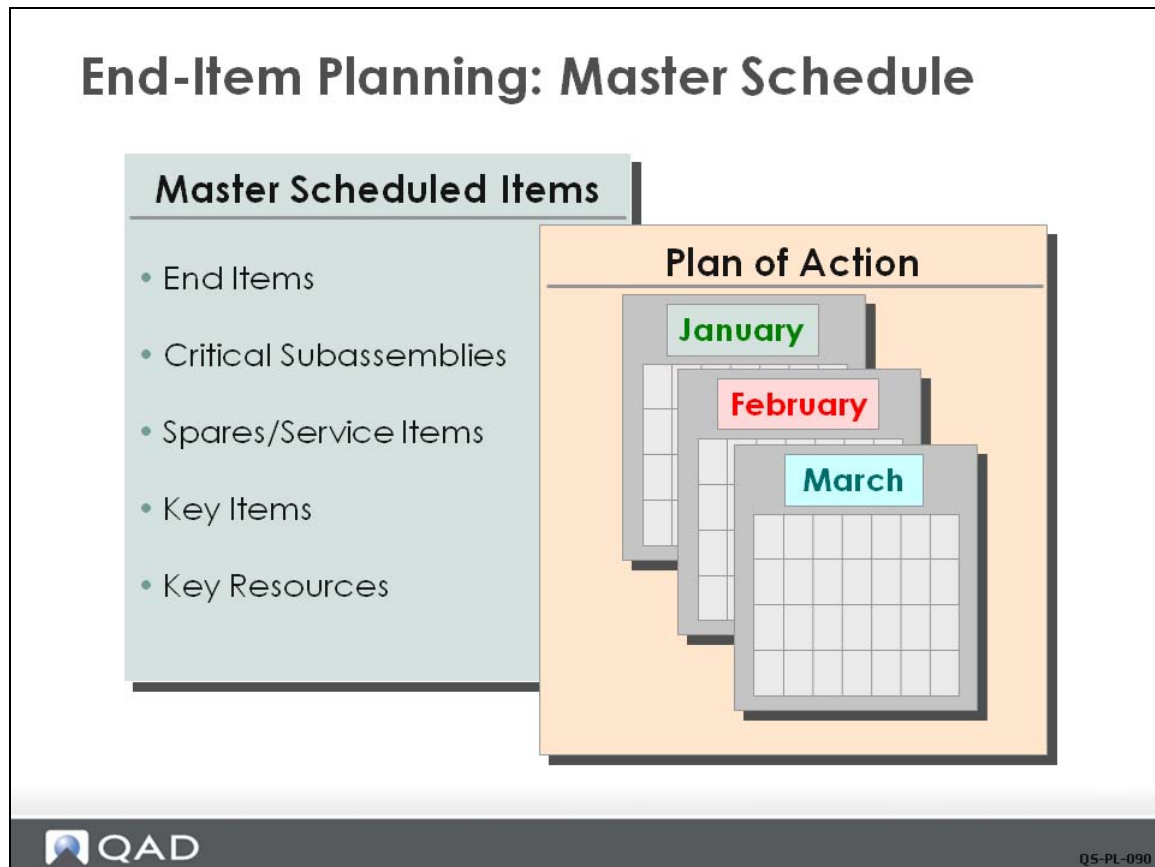 End-Item Planning: Master Schedule
Master Scheduled Items
• End Items
• Critical Subassemblies
• Spares/Service Items
• Key Items
• Key Resources
Plan of Action
January
February
March
QAD
QS-PL-090